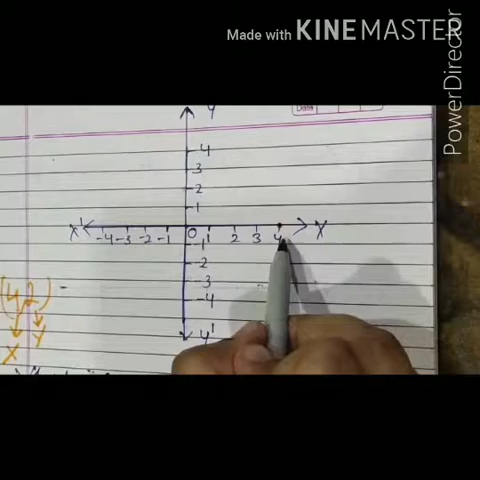 Made with KINEMASTER
PowerDirector
Y
4
3
2
1
X' -4 -3 -2 -1 0 1 2 3 4 X
-1
-2
-3
-4
Y'
(4,2) -
X Y